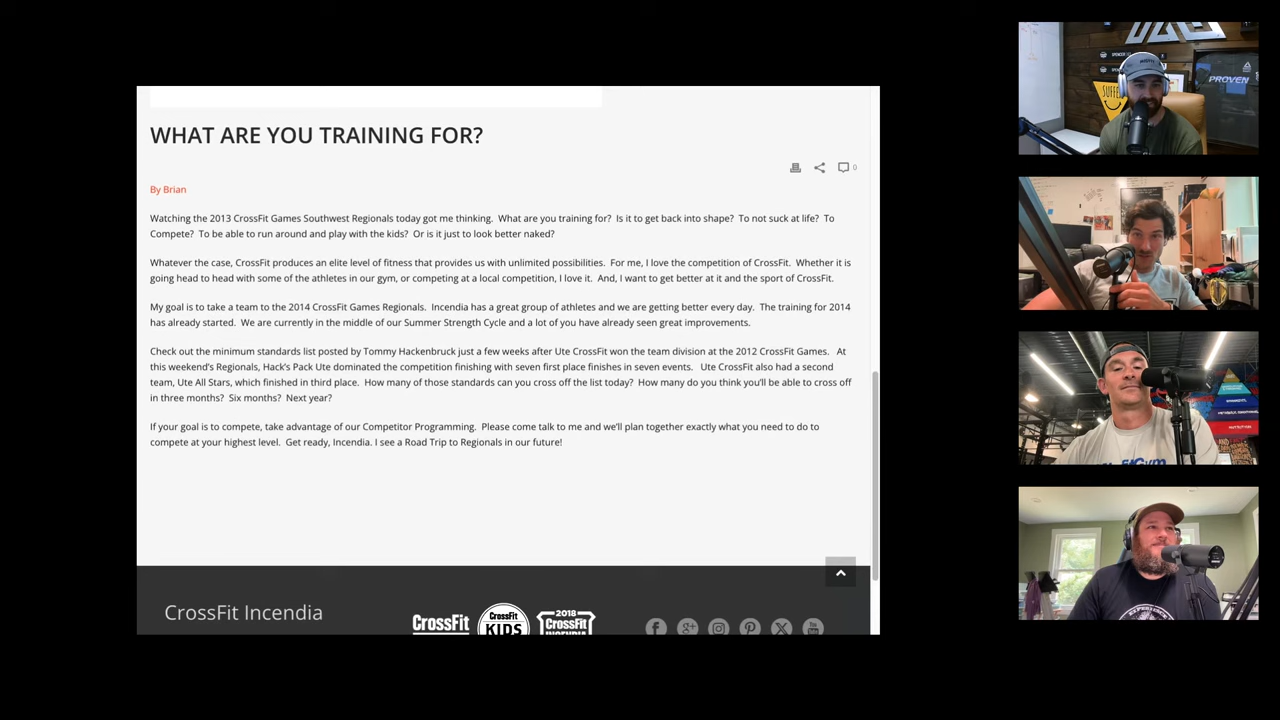 WHAT ARE YOU TRAINING FOR?
0
By Brian
Watching the 2013 CrossFit Games Southwest Regionals today got me thinking. What are you training for? Is it to get back into shape? To not suck at life? To
Compete? To be able to run around and play with the kids? Or is it just to look better naked?
Whatever the case, CrossFit produces an elite level of fitness that provides us with unlimited possibilities. For me, I love the competition of CrossFit. Whether it is
going head to head with some of the athletes in our gym, or competing at a local competition, I love it. And, I want to get better at it and the sport of CrossFit.
My goal is to take a team to the 2014 CrossFit Games Regionals. Incendia has a great group of athletes and we are getting better every day. The training for 2014
has already started. We are currently in the middle of our Summer Strength Cycle and a lot of you have already seen great improvements.
Check out the minimum standards list posted by Tommy Hackenbruck just a few weeks after Ute CrossFit won the team division at the 2012 CrossFit Games. At
this weekend's Regionals, Hack's Pack Ute dominated the competition finishing with seven first place finishes in seven events. Ute CrossFit also had a second
team, Ute All Stars, which finished in third place. How many of those standards can you cross off the list today? How many do you think you'll be able to cross off
in three months? Six months? Next year?
If your goal is to compete, take advantage of our Competitor Programming. Please come talk to me and we'll plan together exactly what you need to do to
compete at your highest level. Get ready, Incendia. I see a Road Trip to Regionals in our future!
CrossFit Incendia
CrossFit
CrossFit
KIDS
2018
CrossFit
INCENDIA
You
PROVEN
SUFFER